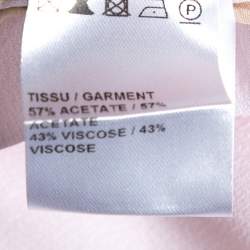 P
TISSU / GARMENT
57% ACETATE / 57%
ACETATE
43% VISCOSE / 43%
VISCOSE